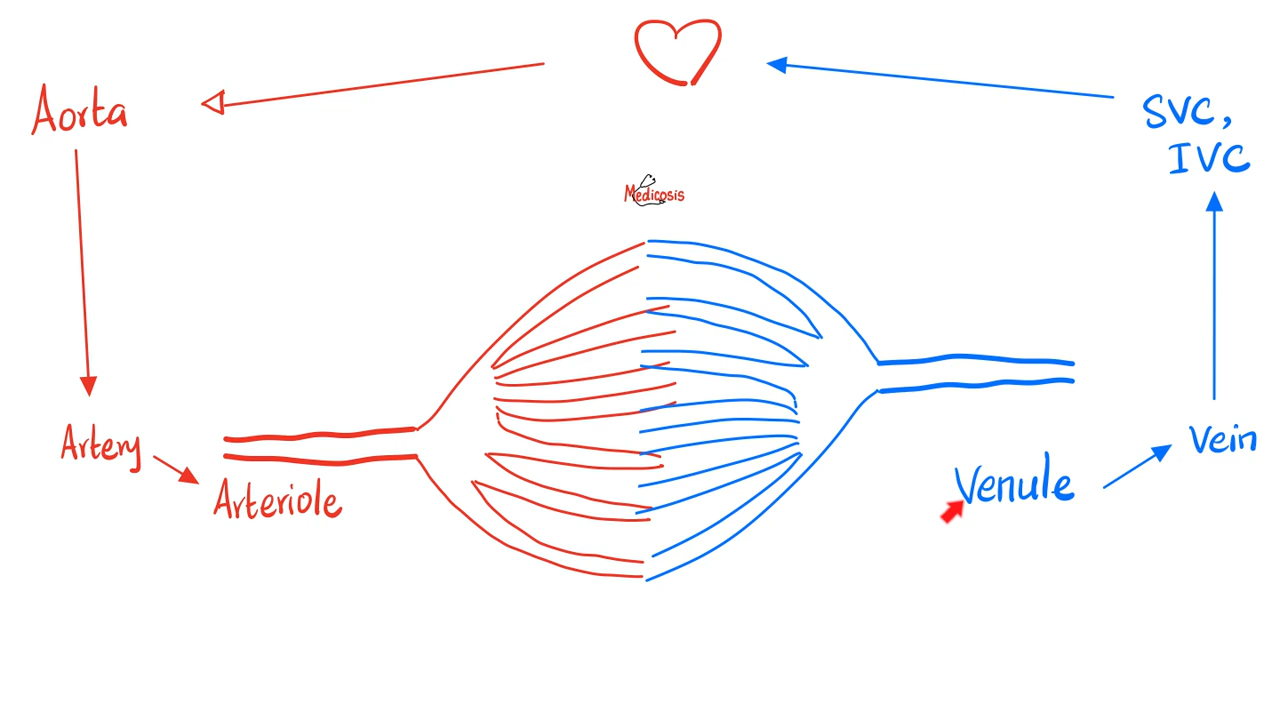 Aorta
SVC,
IVC
Medicosis
Artery
Arteriole
Venule
Vein